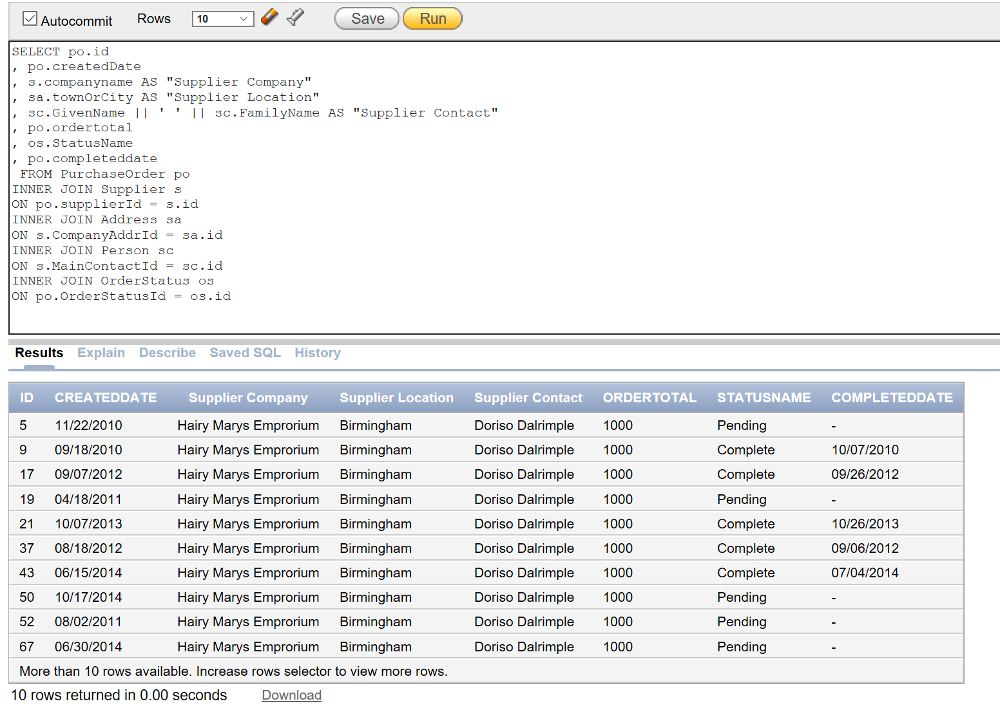 Autocommit Rows 10 Save Run
SELECT po.id
, po.createdDate
, s.companyname AS "Supplier Company"
, sa.townOrCity AS "Supplier Location"
, sc.GivenName || ' ' || sc.FamilyName AS "Supplier Contact"
, po.ordertotal
, os.StatusName
, po.completeddate
FROM PurchaseOrder po
INNER JOIN Supplier s
ON po.supplierId = s.id
INNER JOIN Address sa
ON s.CompanyAddrId = sa.id
INNER JOIN Person sc
ON s.MainContactId = sc.id
INNER JOIN OrderStatus os
ON po.OrderStatusId = os.id
Results Explain Describe Saved SQL History
ID CREATEDDATE Supplier Company Supplier Location Supplier Contact ORDERTOTAL STATUSNAME COMPLETEDDATE
5 11/22/2010 Hairy Marys Emprorium Birmingham Doriso Dalrimple 1000 Pending -
9 09/18/2010 Hairy Marys Emprorium Birmingham Doriso Dalrimple 1000 Complete 10/07/2010
17 09/07/2012 Hairy Marys Emprorium Birmingham Doriso Dalrimple 1000 Complete 09/26/2012
19 04/18/2011 Hairy Marys Emprorium Birmingham Doriso Dalrimple 1000 Pending -
21 10/07/2013 Hairy Marys Emprorium Birmingham Doriso Dalrimple 1000 Complete 10/26/2013
37 08/18/2012 Hairy Marys Emprorium Birmingham Doriso Dalrimple 1000 Complete 09/06/2012
43 06/15/2014 Hairy Marys Emprorium Birmingham Doriso Dalrimple 1000 Complete 07/04/2014
50 10/17/2014 Hairy Marys Emprorium Birmingham Doriso Dalrimple 1000 Pending -
52 08/02/2011 Hairy Marys Emprorium Birmingham Doriso Dalrimple 1000 Pending -
67 06/30/2014 Hairy Marys Emprorium Birmingham Doriso Dalrimple 1000 Pending -
More than 10 rows available. Increase rows selector to view more rows.
10 rows returned in 0.00 seconds Download